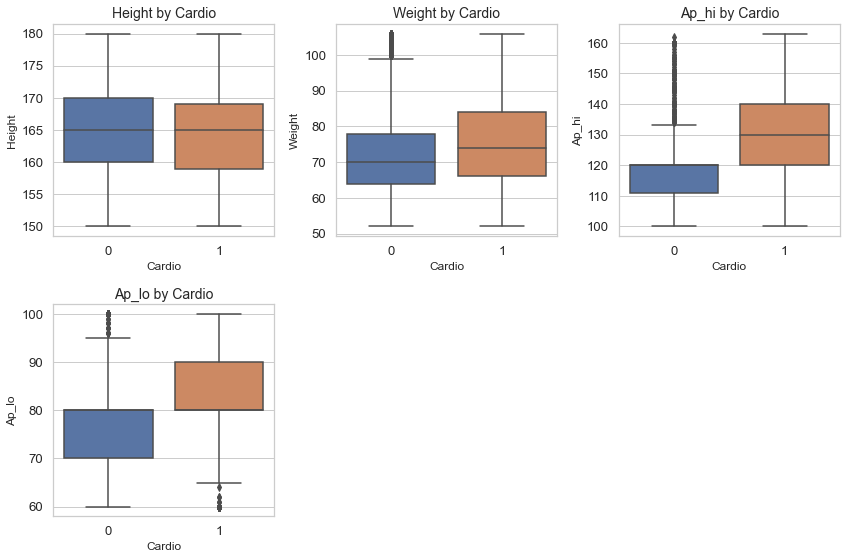 Height by Cardio
180
175
170
165
160
155
150
Height
0
1
Cardio
Weight by Cardio
100
90
80
70
60
50
Weight
0
1
Cardio
Ap_hi by Cardio
160
150
140
130
120
110
100
Ap_hi
0
1
Cardio
Ap_lo by Cardio
100
90
80
70
60
Ap_lo
0
1
Cardio